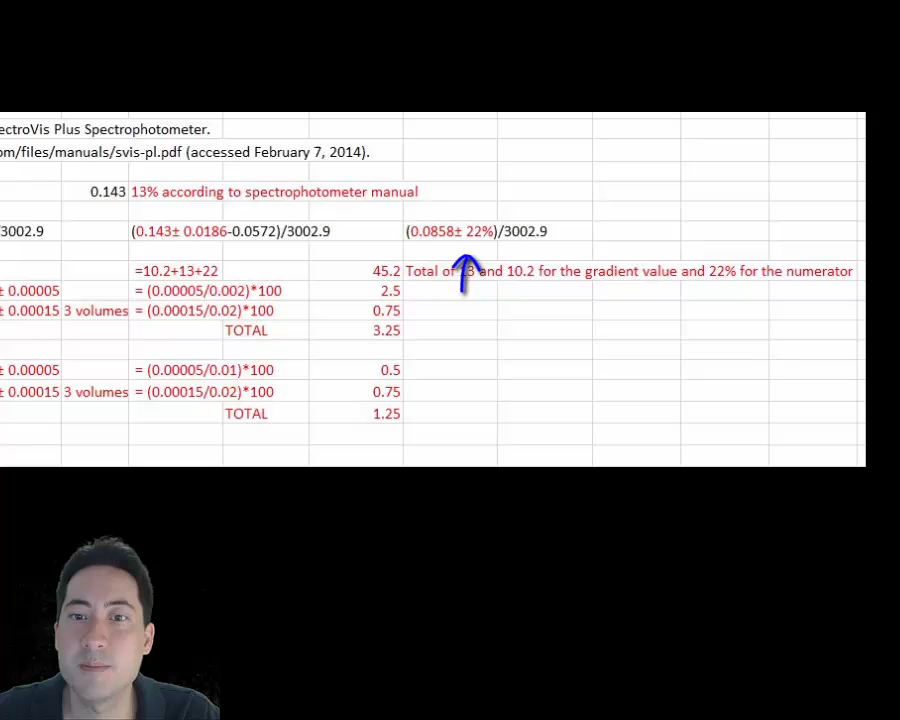 ectroVis Plus Spectrophotometer.
om/files/manuals/svis-pl.pdf (accessed February 7, 2014).
0.143 13% according to spectrophotometer manual
/3002.9 (0.143± 0.0186-0.0572)/3002.9 (0.0858± 22%)/3002.9
=10.2+13+22 45.2 Total of 13 and 10.2 for the gradient value and 22% for the numerator
± 0.00005 = (0.00005/0.002)*100 2.5
± 0.00015 3 volumes = (0.00015/0.02)*100 0.75
TOTAL 3.25
± 0.00005 = (0.00005/0.01)*100 0.5
± 0.00015 3 volumes = (0.00015/0.02)*100 0.75
TOTAL 1.25